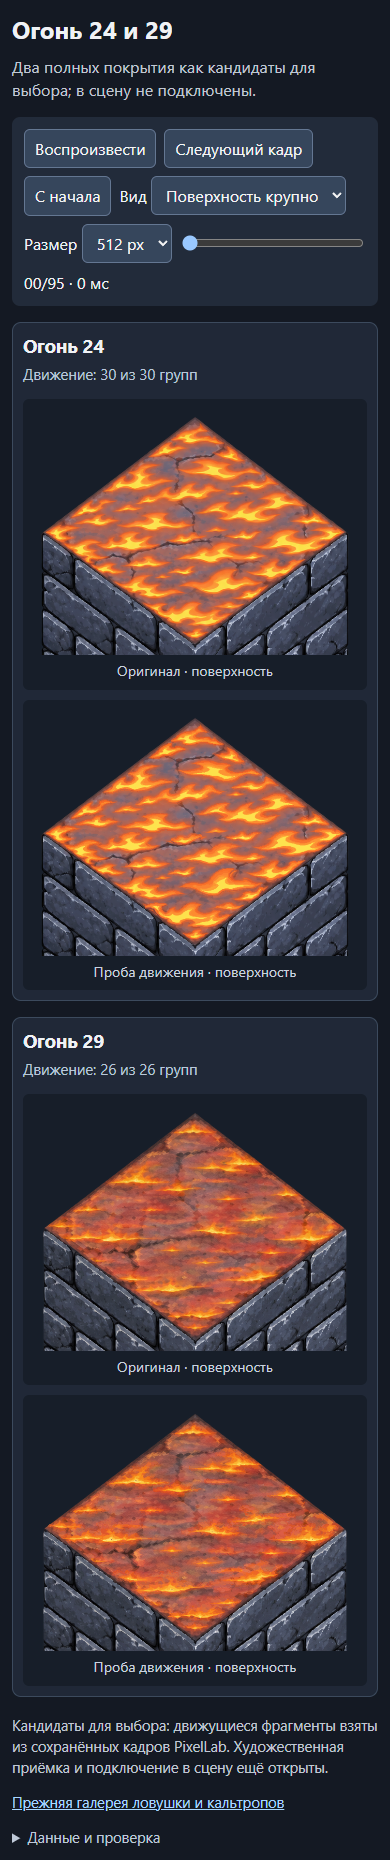 Огонь 24 и 29
Два полных покрытия как кандидаты для
выбора; в сцену не подключены.
Воспроизвести
Следующий кадр
С начала
Вид
Поверхность крупно
Размер
512 px
00/95 · 0 мс
Огонь 24
Движение: 30 из 30 групп
Оригинал · поверхность
Проба движения · поверхность
Огонь 29
Движение: 26 из 26 групп
Оригинал · поверхность
Проба движения · поверхность
Кандидаты для выбора: движущиеся фрагменты взяты
из сохранённых кадров PixelLab. Художественная
приёмка и подключение в сцену ещё открыты.
Прежняя галерея ловушки и кальтропов
Данные и проверка